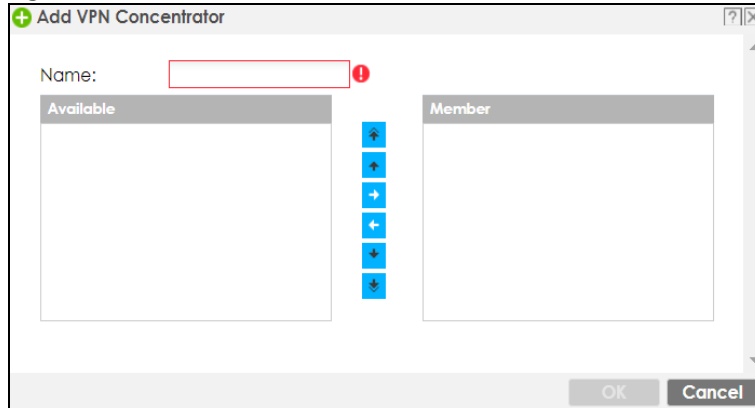 Add VPN Concentrator
Name:
Available
Member
OK
Cancel